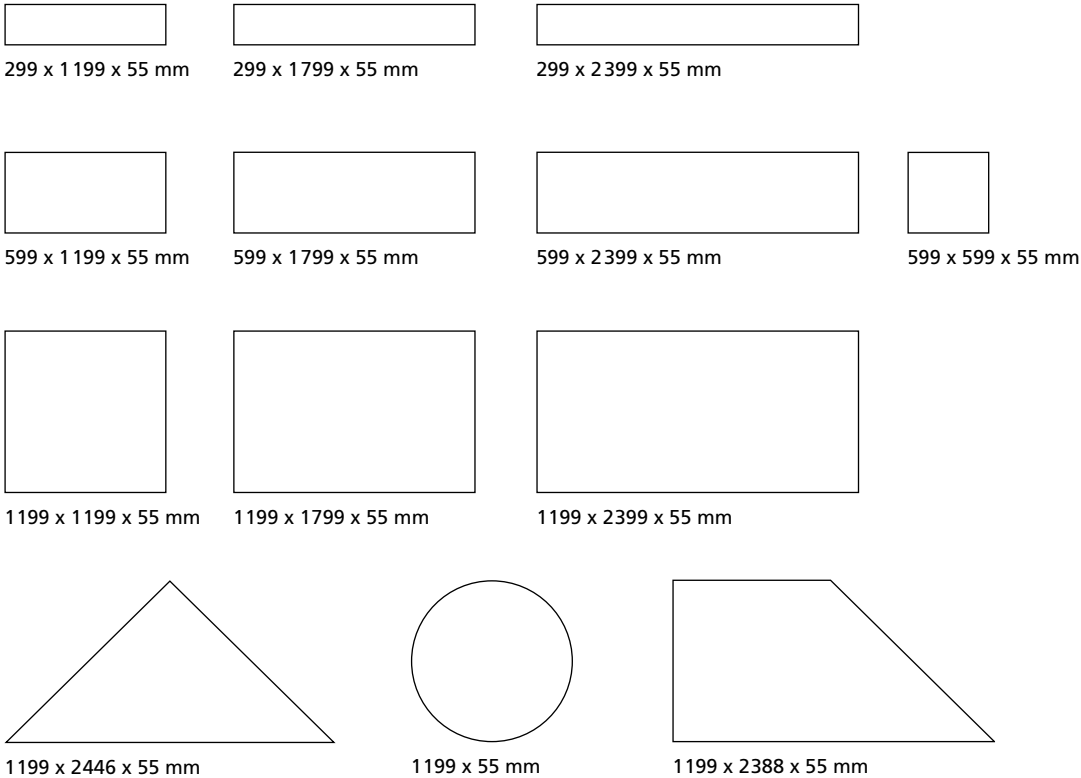 299 x 1199 x 55 mm
299 x 1799 x 55 mm
299 x 2399 x 55 mm
599 x 1199 x 55 mm
599 x 1799 x 55 mm
599 x 2399 x 55 mm
599 x 599 x 55 mm
1199 x 1199 x 55 mm
1199 x 1799 x 55 mm
1199 x 2399 x 55 mm
1199 x 2446 x 55 mm
1199 x 55 mm
1199 x 2388 x 55 mm